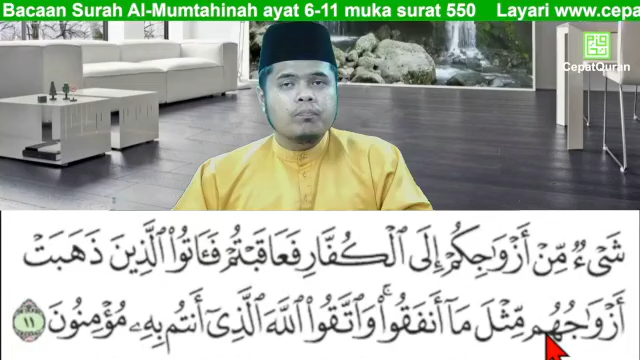 Bacaan Surah Al-Mumtahinah ayat 6-11 muka surat 550 Layari www.cepa
CepatQuran
شَىْءٌ مِّنْ أَزْوَٰجِكُمْ إِلَى ٱلْكُفَّارِ فَعَاقَبْتُمْ فَـَٔاتُوا۟ ٱلَّذِينَ ذَهَبَتْ
أَزْوَٰجُهُم مِّثْلَ مَآ أَنفَقُوا۟ ۚ وَٱتَّقُوا۟ ٱللَّهَ ٱلَّذِىٓ أَنتُم بِهِۦ مُؤْمِنُونَ ١١